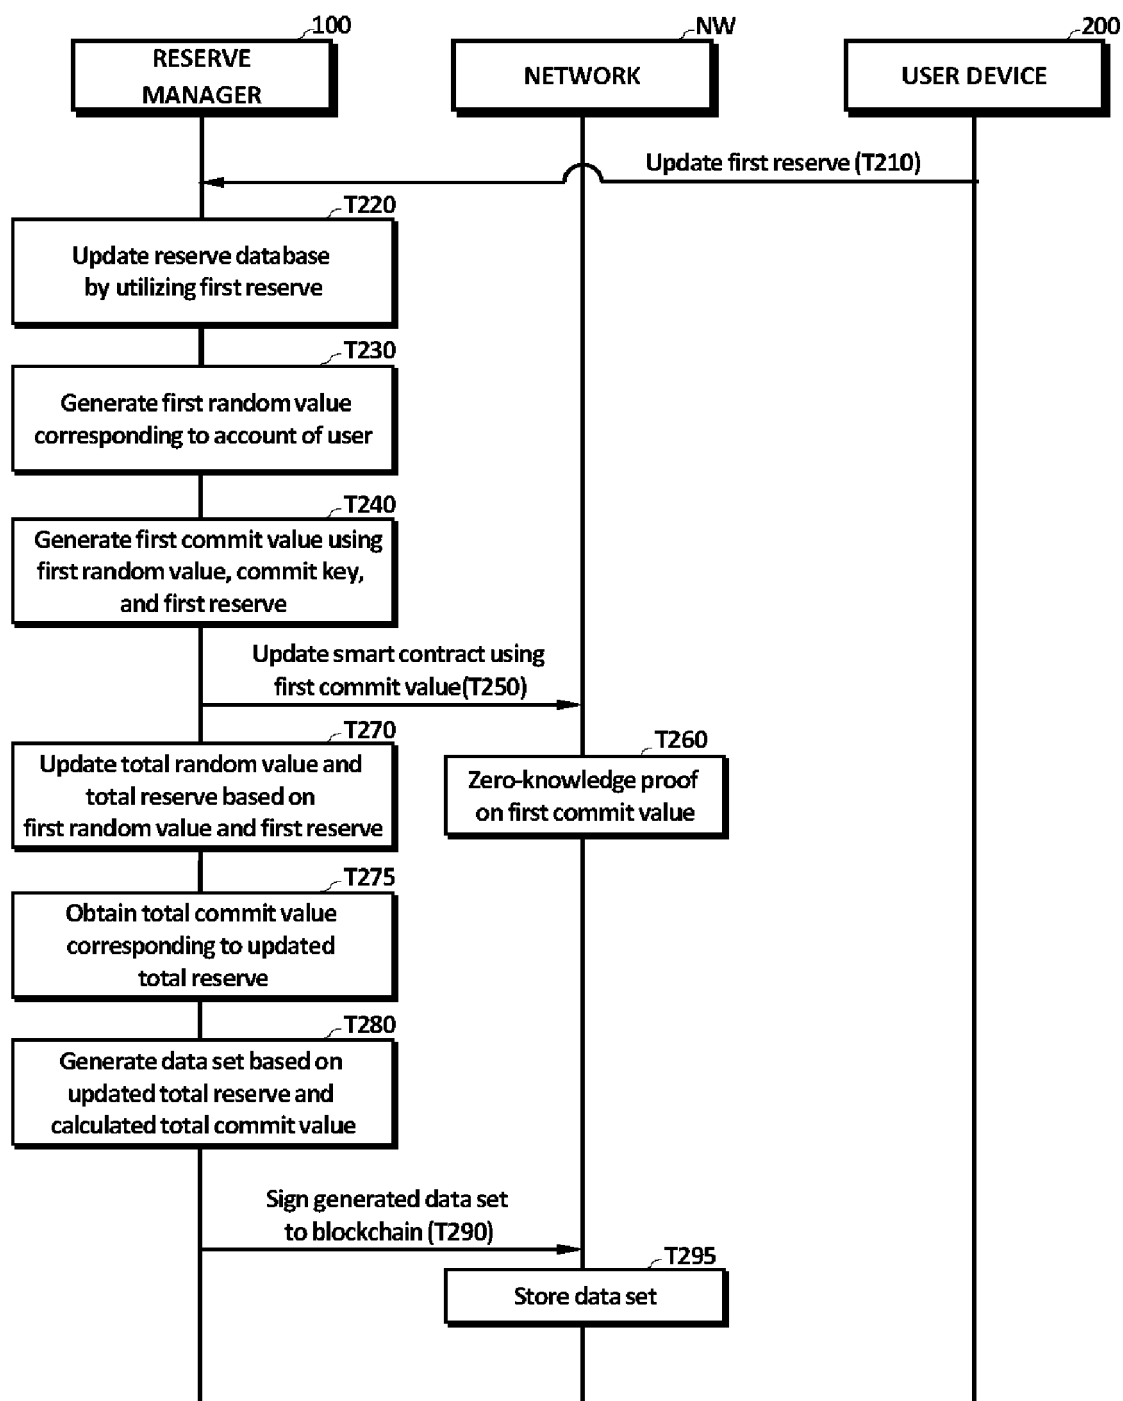 100
NW
200
RESERVE
MANAGER
NETWORK
USER DEVICE
Update first reserve (T210)
T220
Update reserve database
by utilizing first reserve
T230
Generate first random value
corresponding to account of user
T240
Generate first commit value using
first random value, commit key,
and first reserve
Update smart contract using
first commit value(T250)
T270
Update total random value and
total reserve based on
first random value and first reserve
T260
Zero-knowledge proof
on first commit value
T275
Obtain total commit value
corresponding to updated
total reserve
T280
Generate data set based on
updated total reserve and
calculated total commit value
Sign generated data set
to blockchain (T290)
T295
Store data set